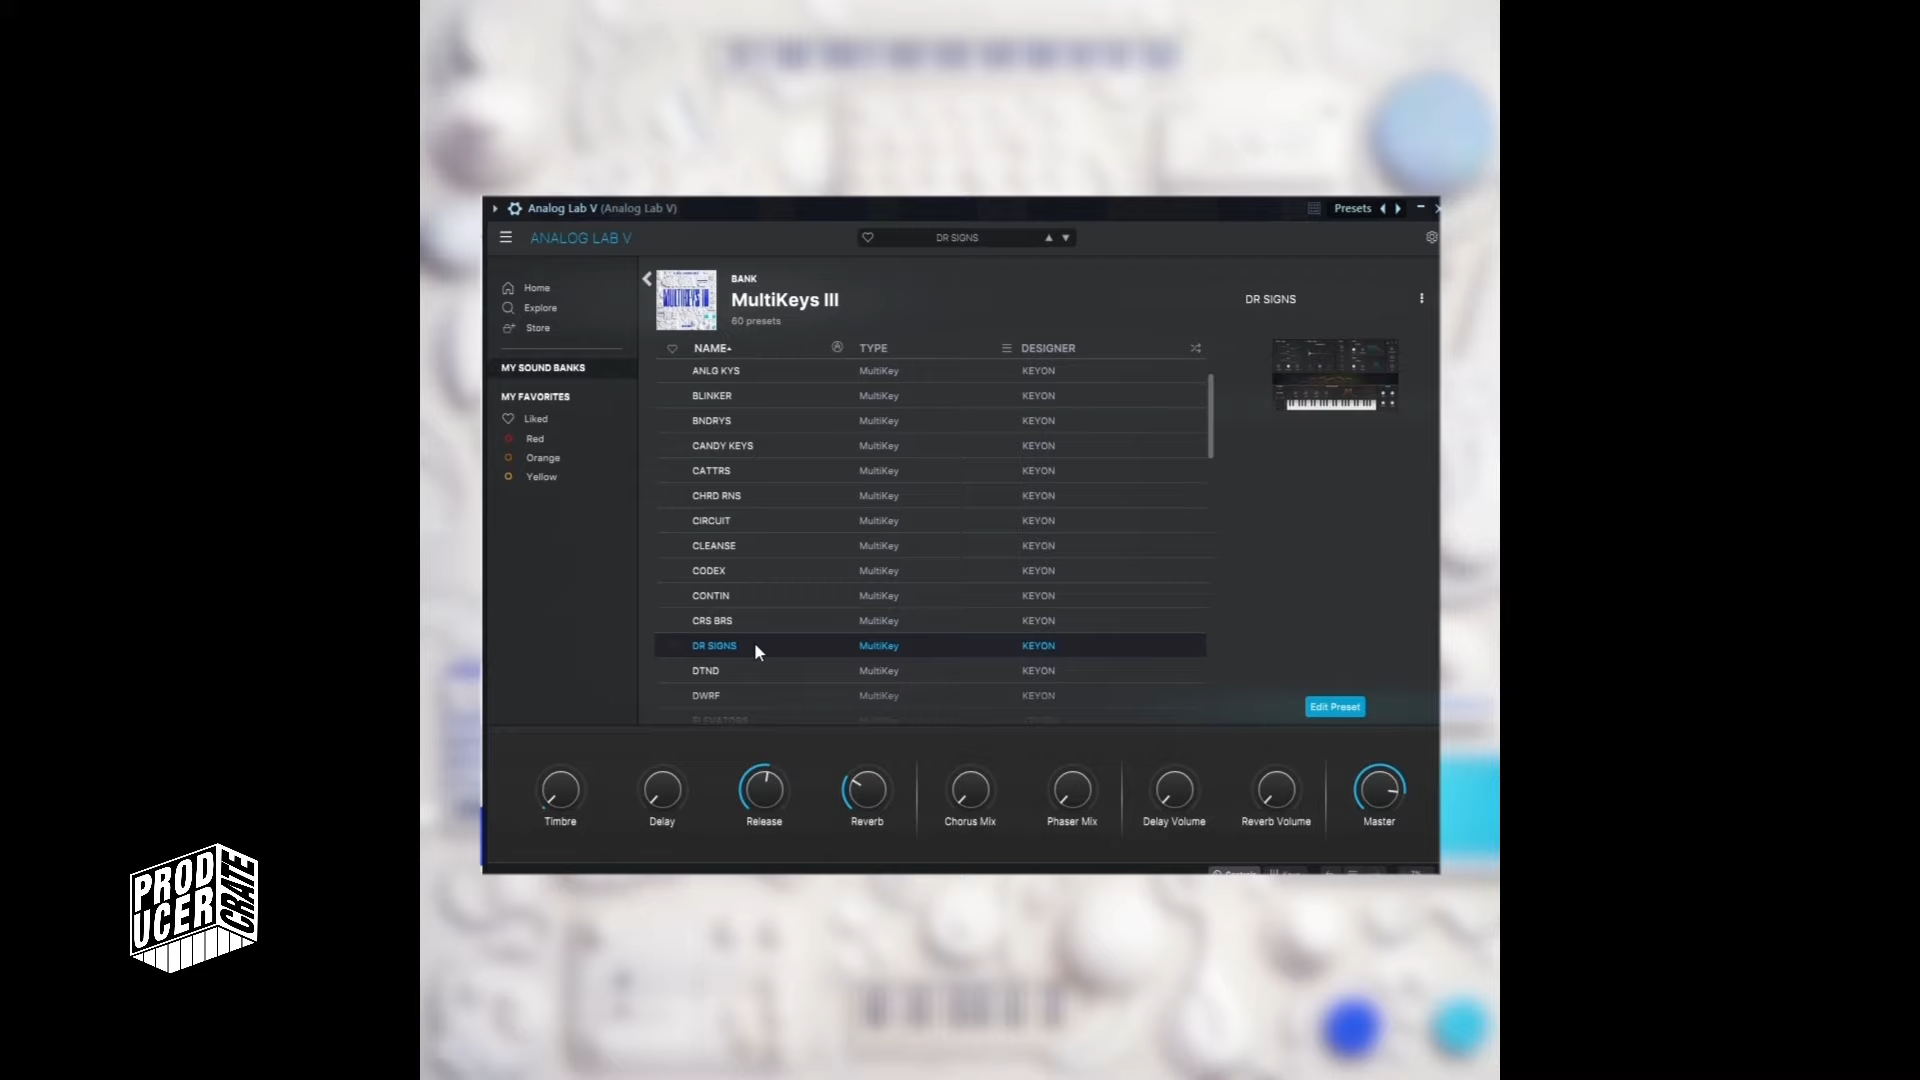 Analog Lab V (Analog Lab V)
Presets
ANALOG LAB V
DR SIGNS
Home
Explore
Store
MY SOUND BANKS
MY FAVORITES
Liked
Red
Orange
Yellow
MULTIKEYS III
BANK
MultiKeys III
60 presets
DR SIGNS
NAME TYPE DESIGNER
ANLG KYS MultiKey KEYON
BLINKER MultiKey KEYON
BNDRYS MultiKey KEYON
CANDY KEYS MultiKey KEYON
CATTRS MultiKey KEYON
CHRD RNS MultiKey KEYON
CIRCUIT MultiKey KEYON
CLEANSE MultiKey KEYON
CODEX MultiKey KEYON
CONTIN MultiKey KEYON
CRS BRS MultiKey KEYON
DR SIGNS MultiKey KEYON
DTND MultiKey KEYON
DWRF MultiKey KEYON
ELEVATORS
Edit Preset
Timbre Delay Release Reverb Chorus Mix Phaser Mix Delay Volume Reverb Volume Master
PRODUCER CRATE